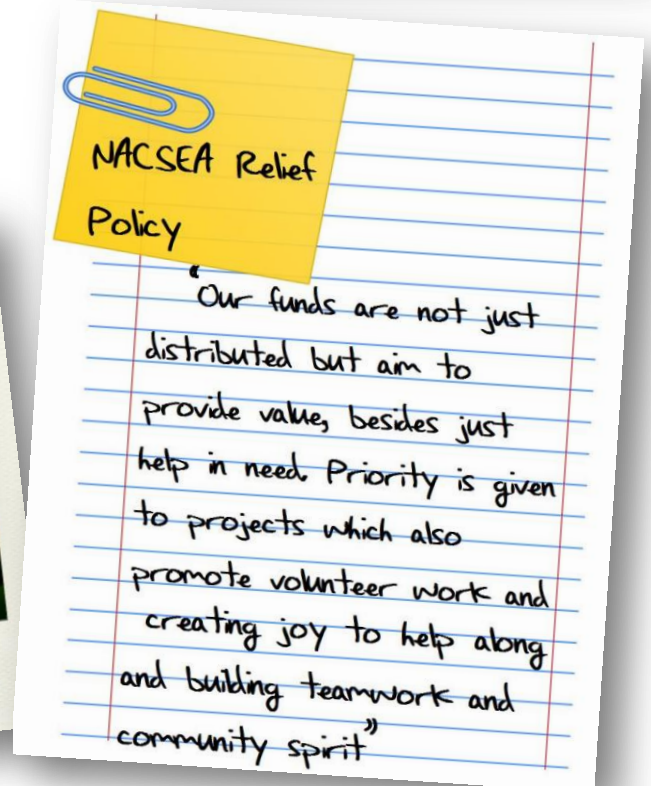 NACSEA Relief
Policy
"Our funds are not just
distributed but aim to
provide value, besides just
help in need. Priority is given
to projects which also
promote volunteer work and
creating joy to help along
and building teamwork and
community spirit"